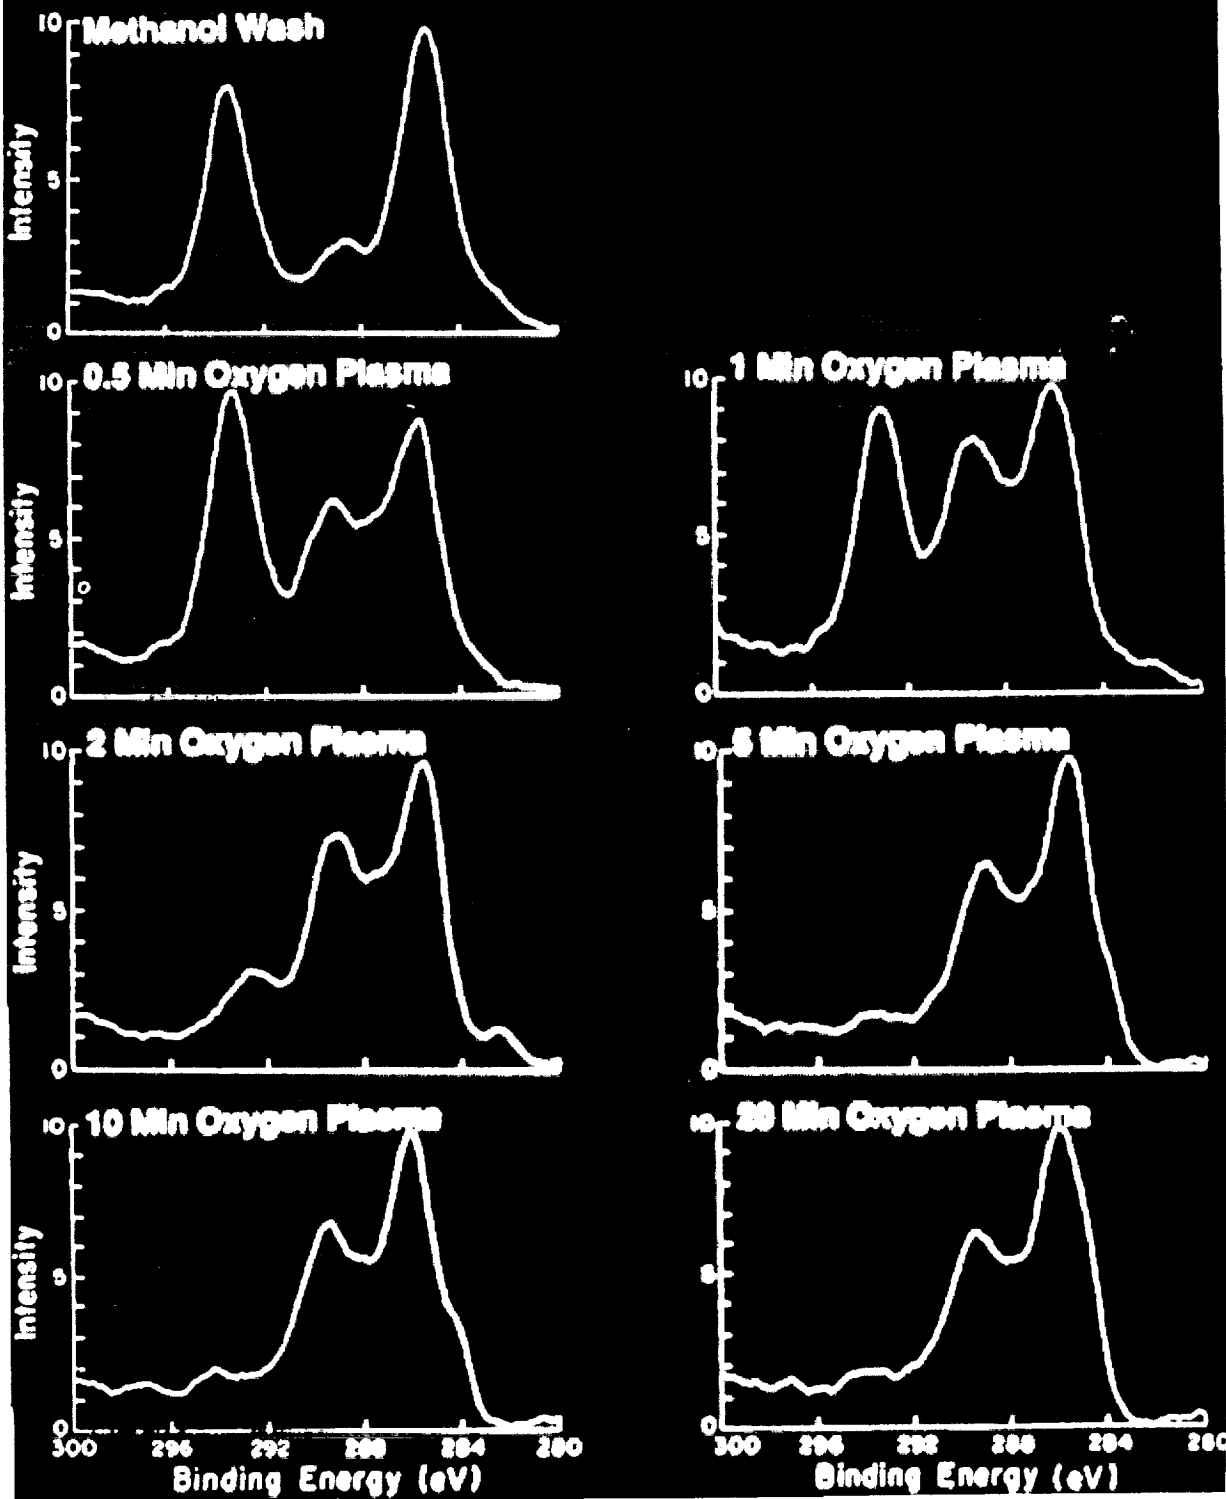 Methanol Wash
10
5
0
Intensity
0.5 Min Oxygen Plasma
10
5
0
Intensity
1 Min Oxygen Plasma
10
5
0
2 Min Oxygen Plasma
10
5
0
Intensity
5 Min Oxygen Plasma
10
5
0
10 Min Oxygen Plasma
10
5
0
Intensity
300 296 292 288 284 280
Binding Energy (eV)
20 Min Oxygen Plasma
10
5
0
300 296 292 288 284 280
Binding Energy (eV)